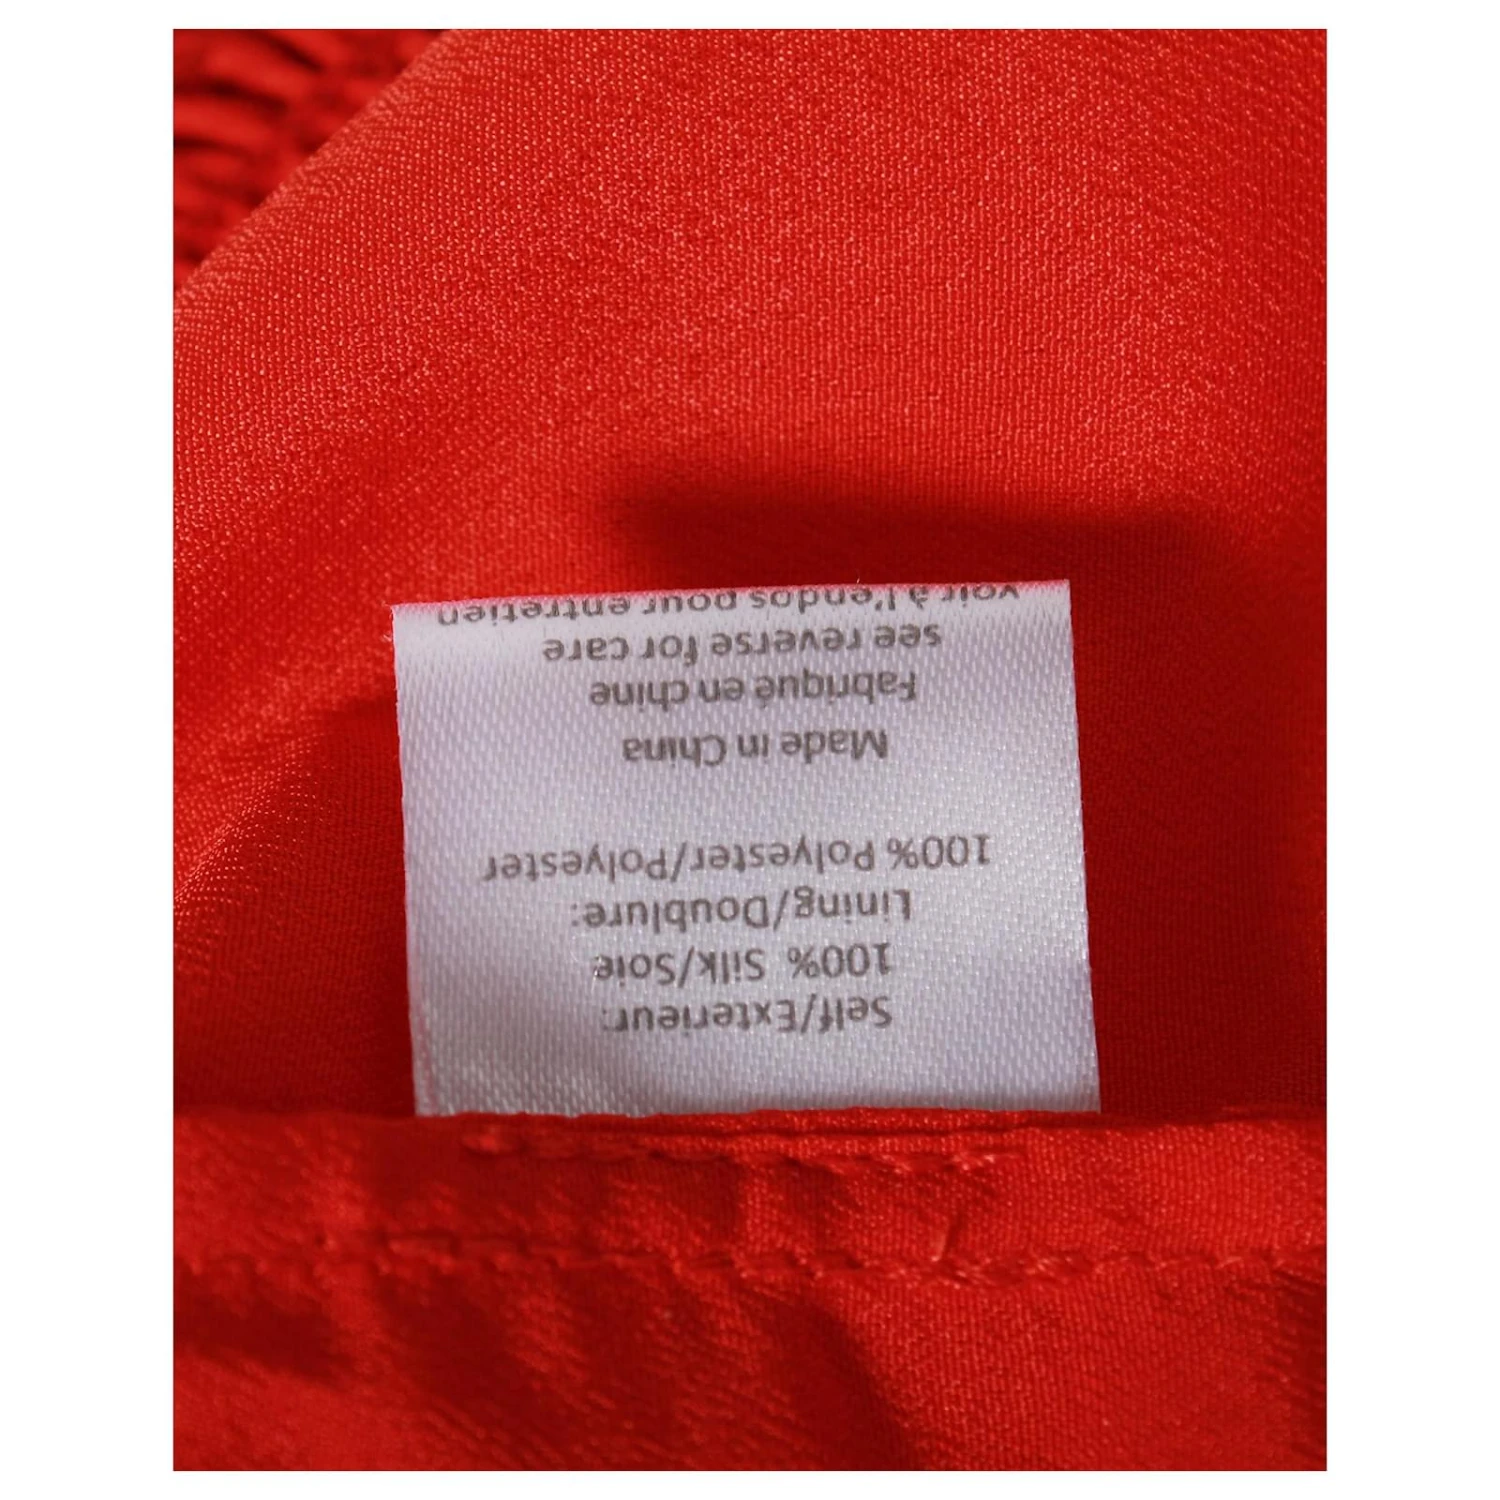 Self/Exterieur:
100% Silk/Soie
Lining/Doublure:
100% Polyester/Polyester
Made in China
Fabriqué en chine
see reverse for care
voir à l'endos pour entretien